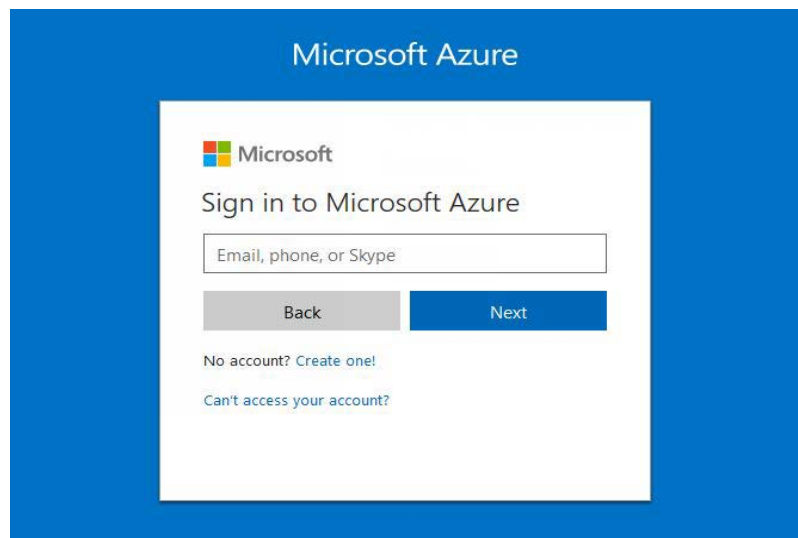 Microsoft Azure
Microsoft
Sign in to Microsoft Azure
Email, phone, or Skype
Back Next
No account? Create one!
Can't access your account?